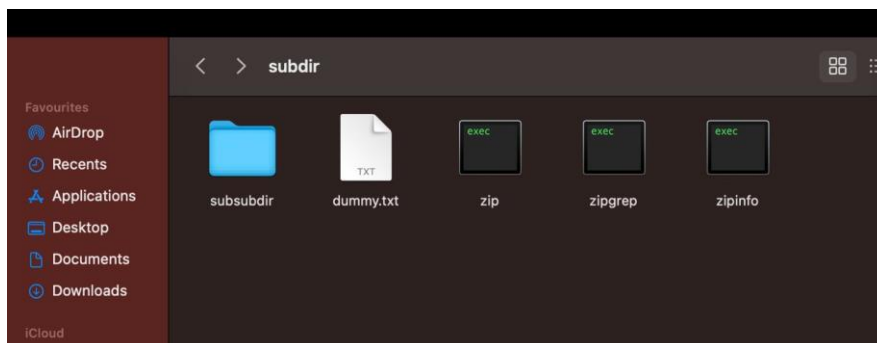 subdir
Favourites
AirDrop
Recents
Applications
Desktop
Documents
Downloads
iCloud
exec
exec
exec
TXT
subsubdir
dummy.txt
zip
zipgrep
zipinfo